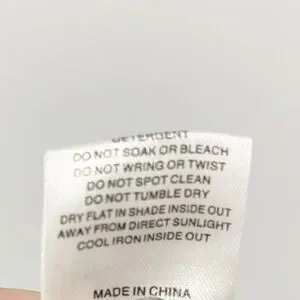 DETERGENT
DO NOT SOAK OR BLEACH
DO NOT WRING OR TWIST
DO NOT SPOT CLEAN
DO NOT TUMBLE DRY
DRY FLAT IN SHADE INSIDE OUT
AWAY FROM DIRECT SUNLIGHT
COOL IRON INSIDE OUT
MADE IN CHINA